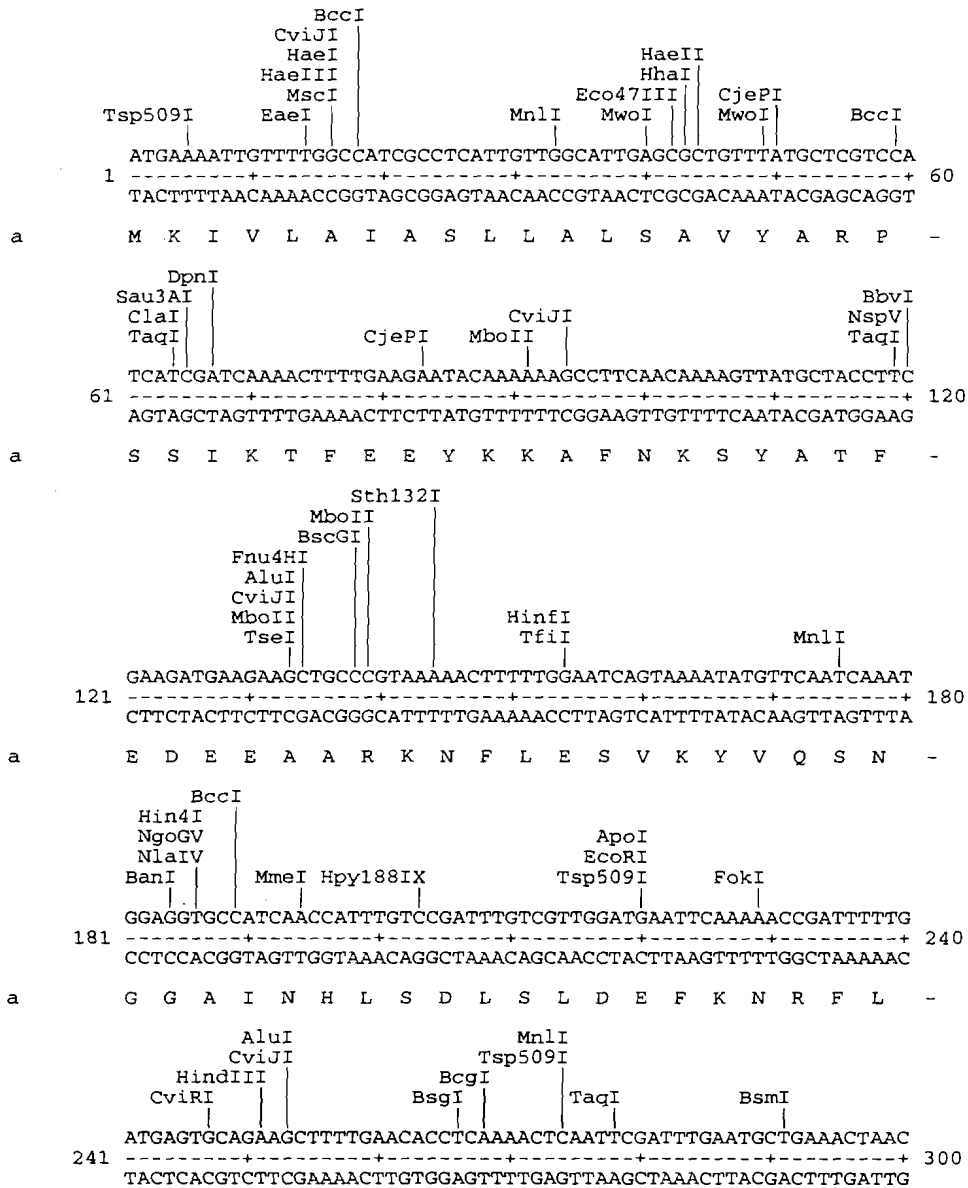 BccI
CviJI
HaeI
HaeIII HaeII
MscI HhaI
Eco47III CjePI
Tsp509I EaeI MnlI MwoI MwoI BccI
ATGAAAATTGTTTTGGCCATCGCCTCATTGTTGGCATTGAGCGCTGTTTATGCTCGTCCA
1 ---------+---------+---------+---------+---------+---------+ 60
TACTTTTAACAAAACCGGTAGCGGAGTAACAACCGTAACTCGCGACAAATACGAGCAGGT
a M K I V L A I A S L L A L S A V Y A R P -
DpnI
Sau3AI BbvI
ClaI CviJI NspV
TaqI CjePI MboII TaqI
TCATCGATCAAAACTTTTGAAGAATACAAAAAAGCCTTCAACAAAAGTTATGCTACCTTC
61 ---------+---------+---------+---------+---------+---------+ 120
AGTAGCTAGTTTTGAAAACTTCTTATGTTTTTTCGGAAGTTGTTTTCAATACGATGGAAG
a S S I K T F E E Y K K A F N K S Y A T F -
Sth132I
MboII
BscGI
Fnu4HI
AluI
CviJI
MboII HinfI
TseI TfiI MnlI
GAAGATGAAGAAGCTGCCCGTAAAAACTTTTTGGAATCAGTAAAATATGTTCAATCAAAT
121 ---------+---------+---------+---------+---------+---------+ 180
CTTCTACTTCTTCGACGGGCATTTTTGAAAAACCTTAGTCATTTTATACAAGTTAGTTTA
a E D E E A A R K N F L E S V K Y V Q S N -
BccI
Hin4I
NgoGV ApoI
NlaIV EcoRI
BanI MmeI Hpy188IX Tsp509I FokI
GGAGGTGCCATCAACCATTTGTCCGATTTGTCGTTGGATGAATTCAAAAACCGATTTTTG
181 ---------+---------+---------+---------+---------+---------+ 240
CCTCCACGGTAGTTGGTAAACAGGCTAAACAGCAACCTACTTAAGTTTTTGGCTAAAAAC
a G G A I N H L S D L S L D E F K N R F L -
AluI MnlI
CviJI Tsp509I
HindIII BcgI
CviRI BsgI TaqI BsmI
ATGAGTGCAGAAGCTTTTGAACACCTCAAAACTCAATTCGATTTGAATGCTGAAACTAAC
241 ---------+---------+---------+---------+---------+---------+ 300
TACTCACGTCTTCGAAAACTTGTGGAGTTTTGAGTTAAGCTAAACTTACGACTTTGATTG